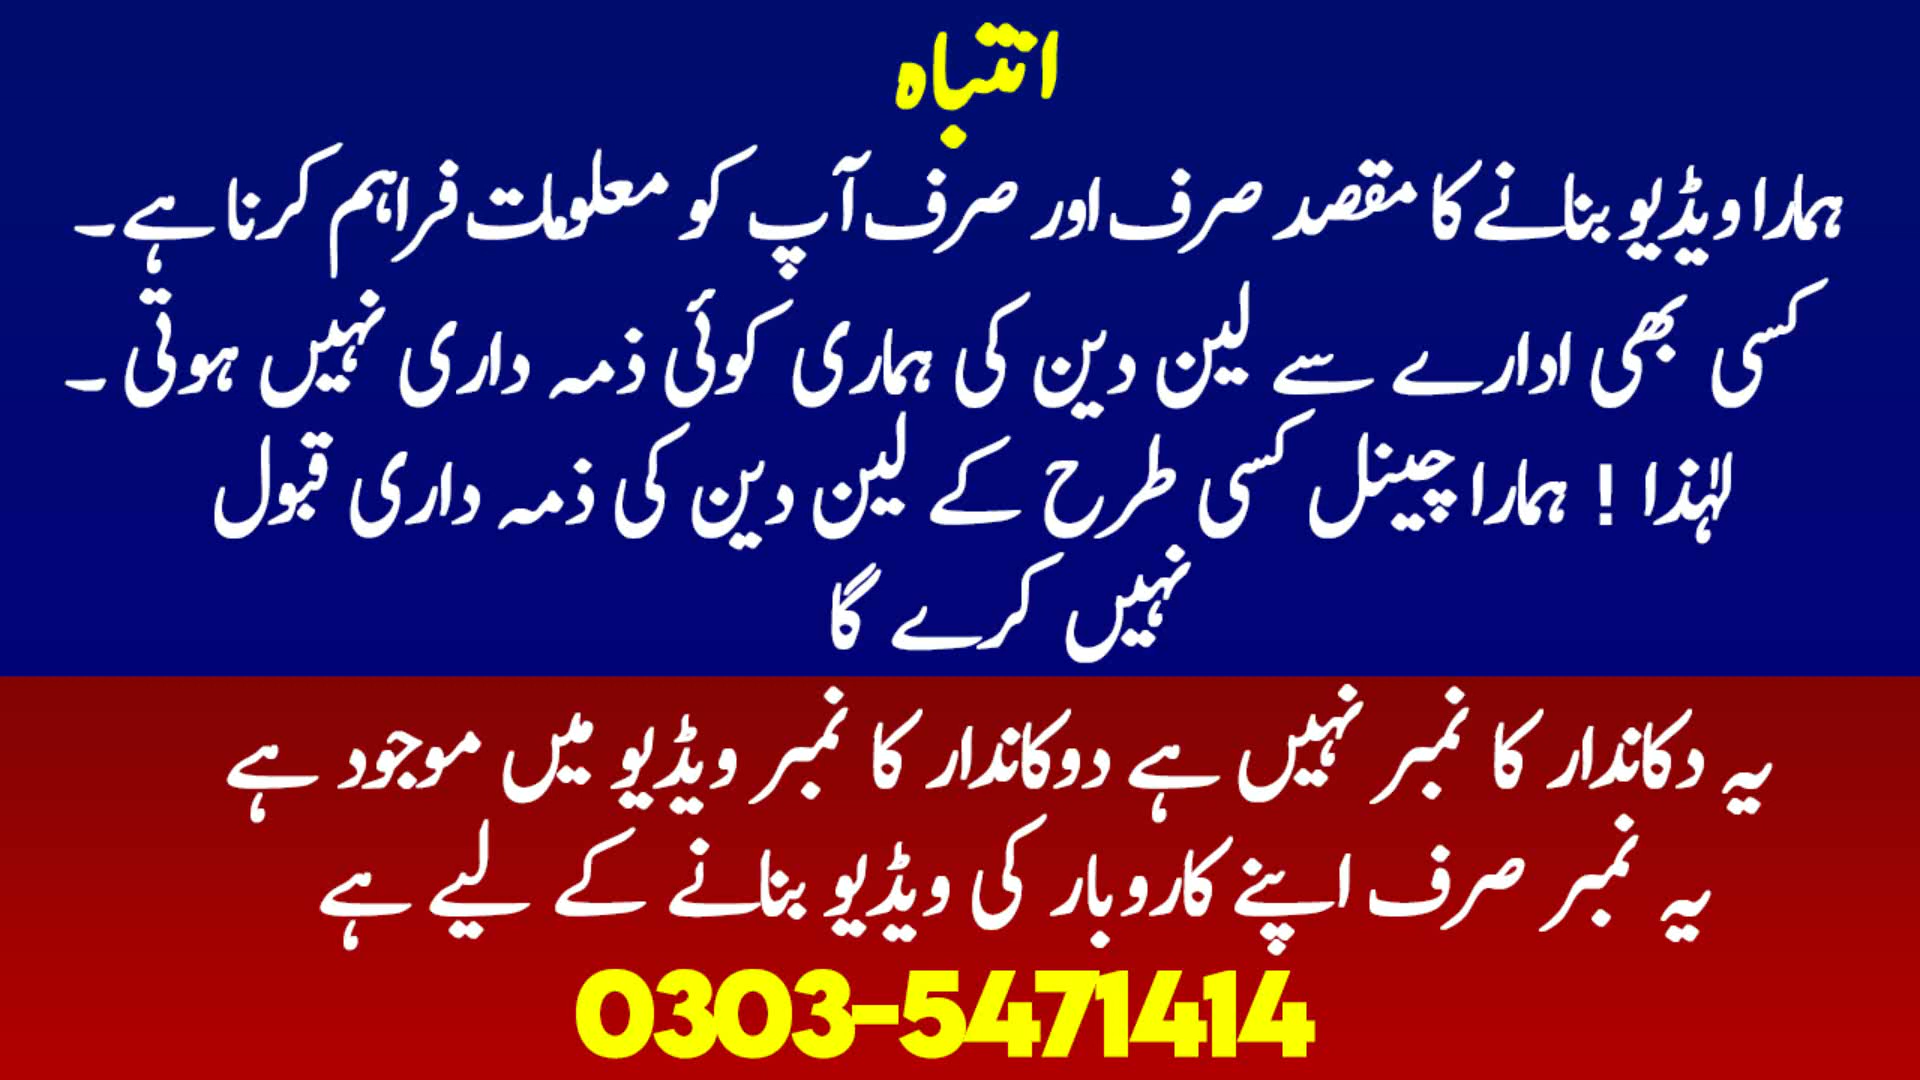 انتباہ
ہمارا ویڈیو بنانے کا مقصد صرف اور صرف آپ کو معلومات فراہم کرنا ہے۔
کسی بھی ادارے سے لین دین کی ہماری کوئی ذمہ داری نہیں ہوتی ۔
لہٰذا ! ہمارا چینل کسی طرح کے لین دین کی ذمہ داری قبول
نہیں کرے گا
یہ دکاندار کا نمبر نہیں ہے دوکاندار کا نمبر ویڈیو میں موجود ہے
یہ نمبر صرف اپنے کاروبار کی ویڈیو بنانے کے لیے ہے
0303-5471414